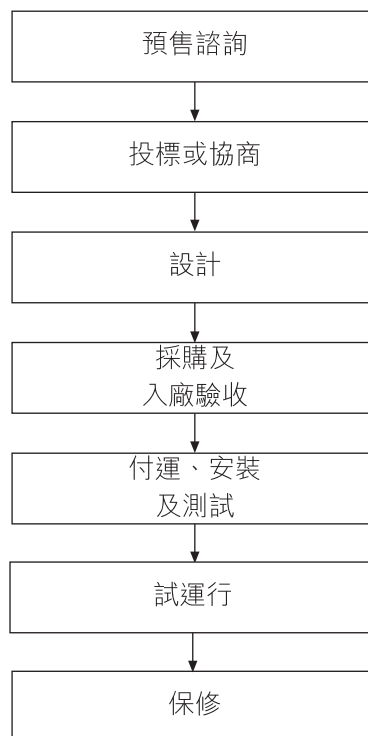 預售諮詢
投標或協商
設計
採購及
入廠驗收
付運、安裝
及測試
試運行
保修